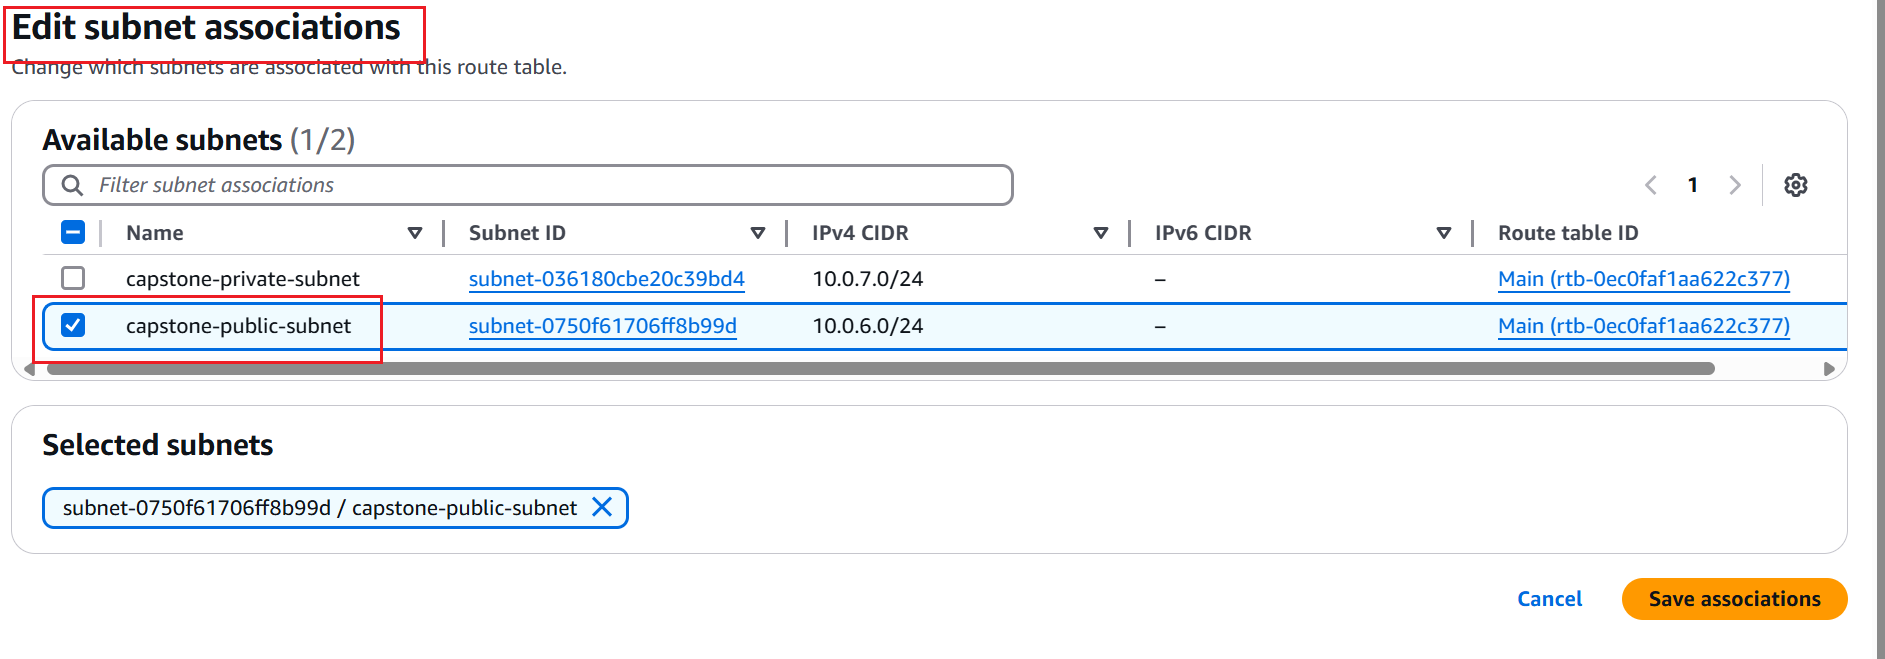 Edit subnet associations
Change which subnets are associated with this route table.
Available subnets (1/2)
Filter subnet associations
1
Name Subnet ID IPv4 CIDR IPv6 CIDR Route table ID
capstone-private-subnet subnet-036180cbe20c39bd4 10.0.7.0/24 – Main (rtb-0ec0faf1aa622c377)
capstone-public-subnet subnet-0750f61706ff8b99d 10.0.6.0/24 – Main (rtb-0ec0faf1aa622c377)
Selected subnets
subnet-0750f61706ff8b99d / capstone-public-subnet
Cancel Save associations